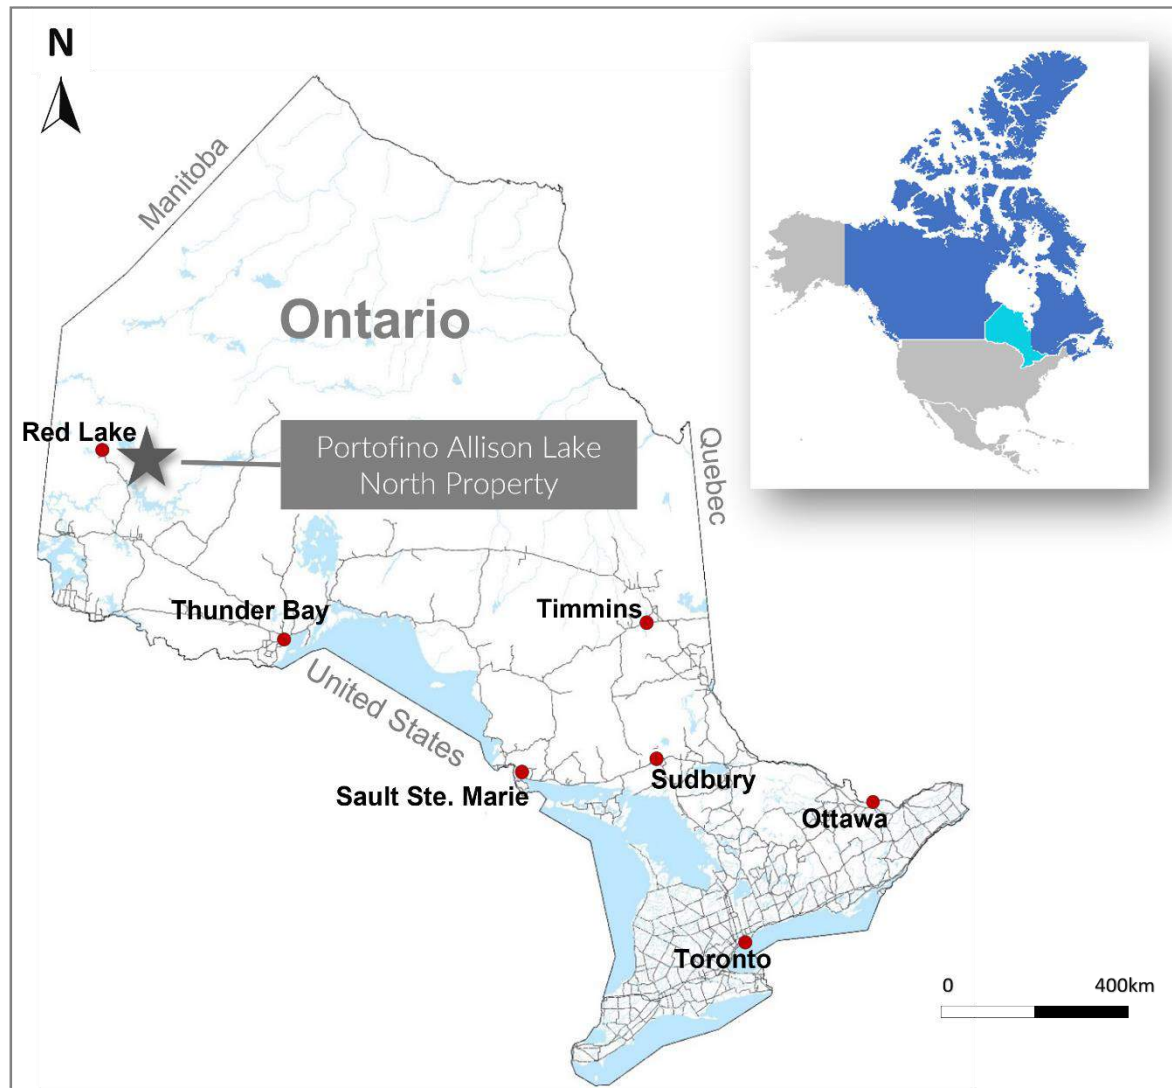 N
Manitoba
Ontario
Red Lake
Portofino Allison Lake
North Property
Quebec
Thunder Bay
Timmins
United States
Sault Ste. Marie
Sudbury
Ottawa
Toronto
0 400km